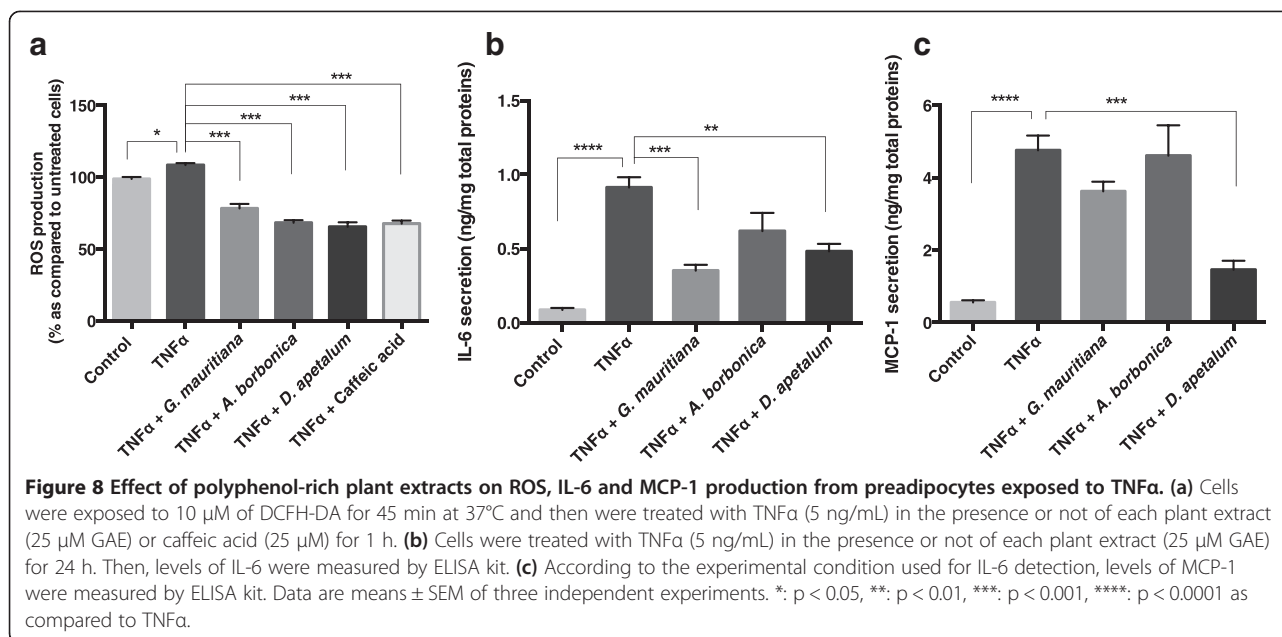 a
***
***
***
***
*
ROS production
(% as compared to untreated cells)
150
100
50
0
Control
TNFα
TNFα + G. mauritiana
TNFα + A. borbonica
TNFα + D. apetalum
TNFα + Caffeic acid
b
**
****
***
IL-6 secretion (ng/mg total proteins)
1.5
1.0
0.5
0.0
Control
TNFα
TNFα + G. mauritiana
TNFα + A. borbonica
TNFα + D. apetalum
c
****
***
MCP-1 secretion (ng/mg total proteins)
6
4
2
0
Control
TNFα
TNFα + G. mauritiana
TNFα + A. borbonica
TNFα + D. apetalum
Figure 8 Effect of polyphenol-rich plant extracts on ROS, IL-6 and MCP-1 production from preadipocytes exposed to TNFα. (a) Cells
were exposed to 10 μM of DCFH-DA for 45 min at 37°C and then were treated with TNFα (5 ng/mL) in the presence or not of each plant extract
(25 μM GAE) or caffeic acid (25 μM) for 1 h. (b) Cells were treated with TNFα (5 ng/mL) in the presence or not of each plant extract (25 μM GAE)
for 24 h. Then, levels of IL-6 were measured by ELISA kit. (c) According to the experimental condition used for IL-6 detection, levels of MCP-1
were measured by ELISA kit. Data are means ± SEM of three independent experiments. *: p < 0.05, **: p < 0.01, ***: p < 0.001, ****: p < 0.0001 as
compared to TNFα.